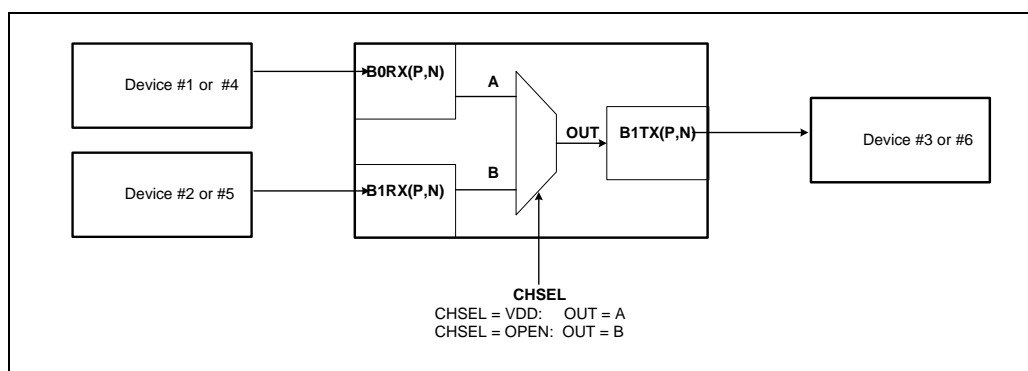 Device #1 or #4
B0RX(P,N)
A
OUT
B1TX(P,N)
Device #3 or #6
Device #2 or #5
B1RX(P,N)
B
CHSEL
CHSEL = VDD: OUT = A
CHSEL = OPEN: OUT = B